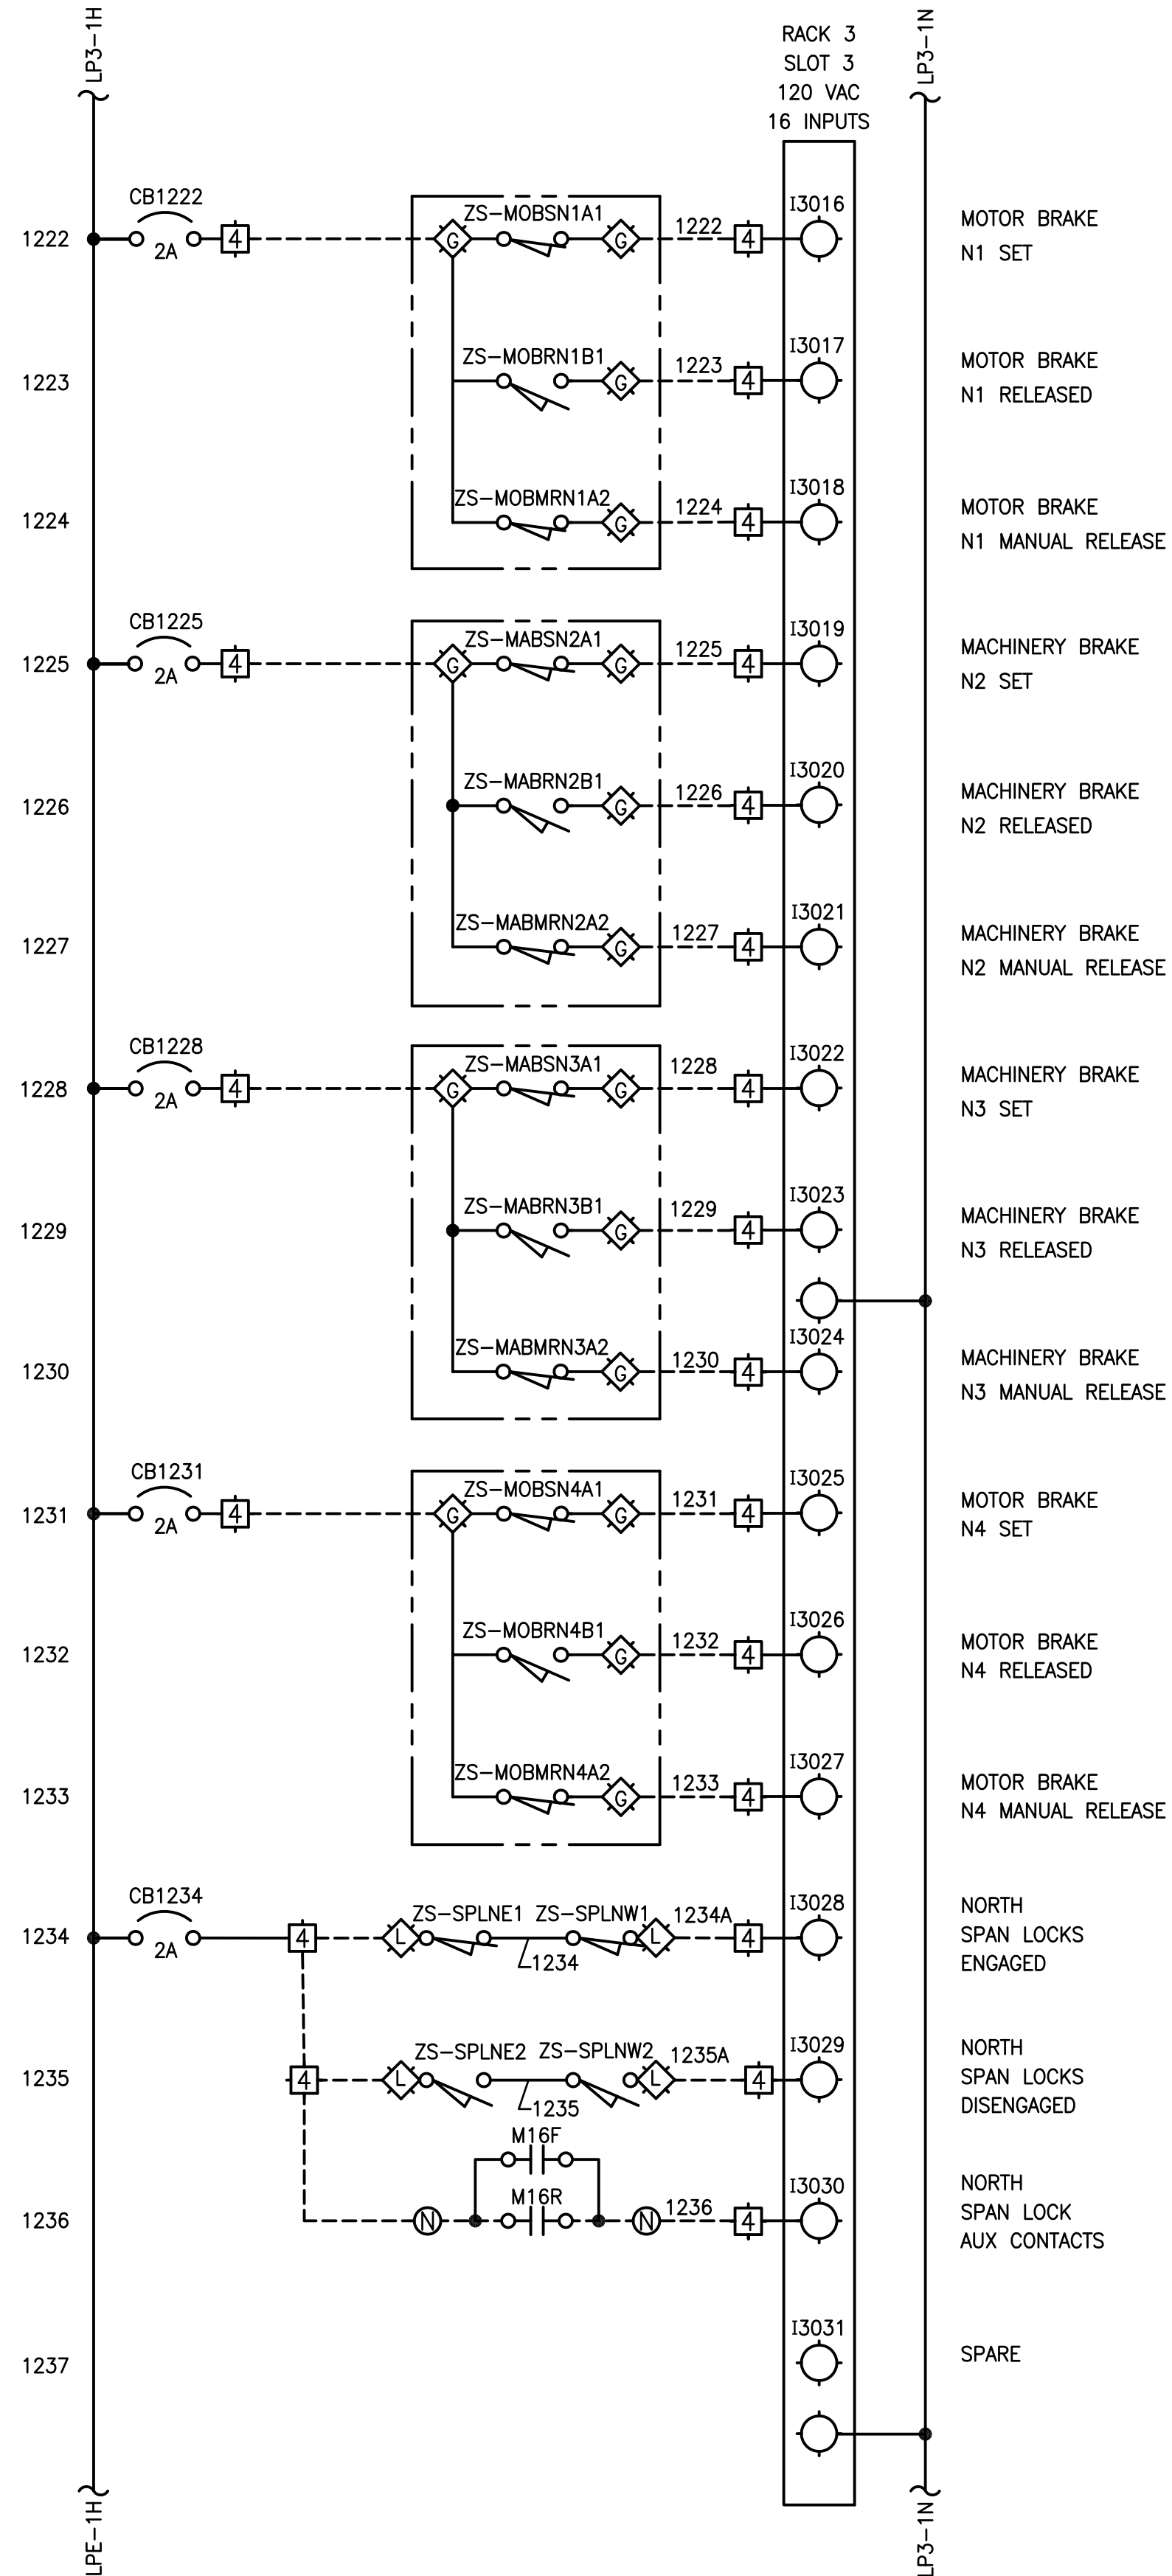 LP3-1H
LP3-1N
RACK 3
SLOT 3
120 VAC
16 INPUTS
CB1222
ZS-MOBSN1A1
I3016
1222
2A
4
G
G
1222
4
MOTOR BRAKE
N1 SET
ZS-MOBRN1B1
I3017
1223
G
1223
4
MOTOR BRAKE
N1 RELEASED
ZS-MOBMRN1A2
I3018
1224
G
1224
4
MOTOR BRAKE
N1 MANUAL RELEASE
CB1225
ZS-MABSN2A1
I3019
1225
2A
4
G
G
1225
4
MACHINERY BRAKE
N2 SET
ZS-MABRN2B1
I3020
1226
G
1226
4
MACHINERY BRAKE
N2 RELEASED
ZS-MABMRN2A2
I3021
1227
G
1227
4
MACHINERY BRAKE
N2 MANUAL RELEASE
CB1228
ZS-MABSN3A1
I3022
1228
2A
4
G
G
1228
4
MACHINERY BRAKE
N3 SET
ZS-MABRN3B1
I3023
1229
G
1229
4
MACHINERY BRAKE
N3 RELEASED
ZS-MABMRN3A2
I3024
1230
G
1230
4
MACHINERY BRAKE
N3 MANUAL RELEASE
CB1231
ZS-MOBSN4A1
I3025
1231
2A
4
G
G
1231
4
MOTOR BRAKE
N4 SET
ZS-MOBRN4B1
I3026
1232
G
1232
4
MOTOR BRAKE
N4 RELEASED
ZS-MOBMRN4A2
I3027
1233
G
1233
4
MOTOR BRAKE
N4 MANUAL RELEASE
CB1234
ZS-SPLNE1
ZS-SPLNW1
I3028
1234
2A
4
L
1234
L
1234A
4
NORTH
SPAN LOCKS
ENGAGED
ZS-SPLNE2
ZS-SPLNW2
I3029
1235
4
L
1235
L
1235A
4
NORTH
SPAN LOCKS
DISENGAGED
M16F
M16R
I3030
1236
N
N
1236
4
NORTH
SPAN LOCK
AUX CONTACTS
I3031
1237
SPARE
LPE-1H
LP3-1N